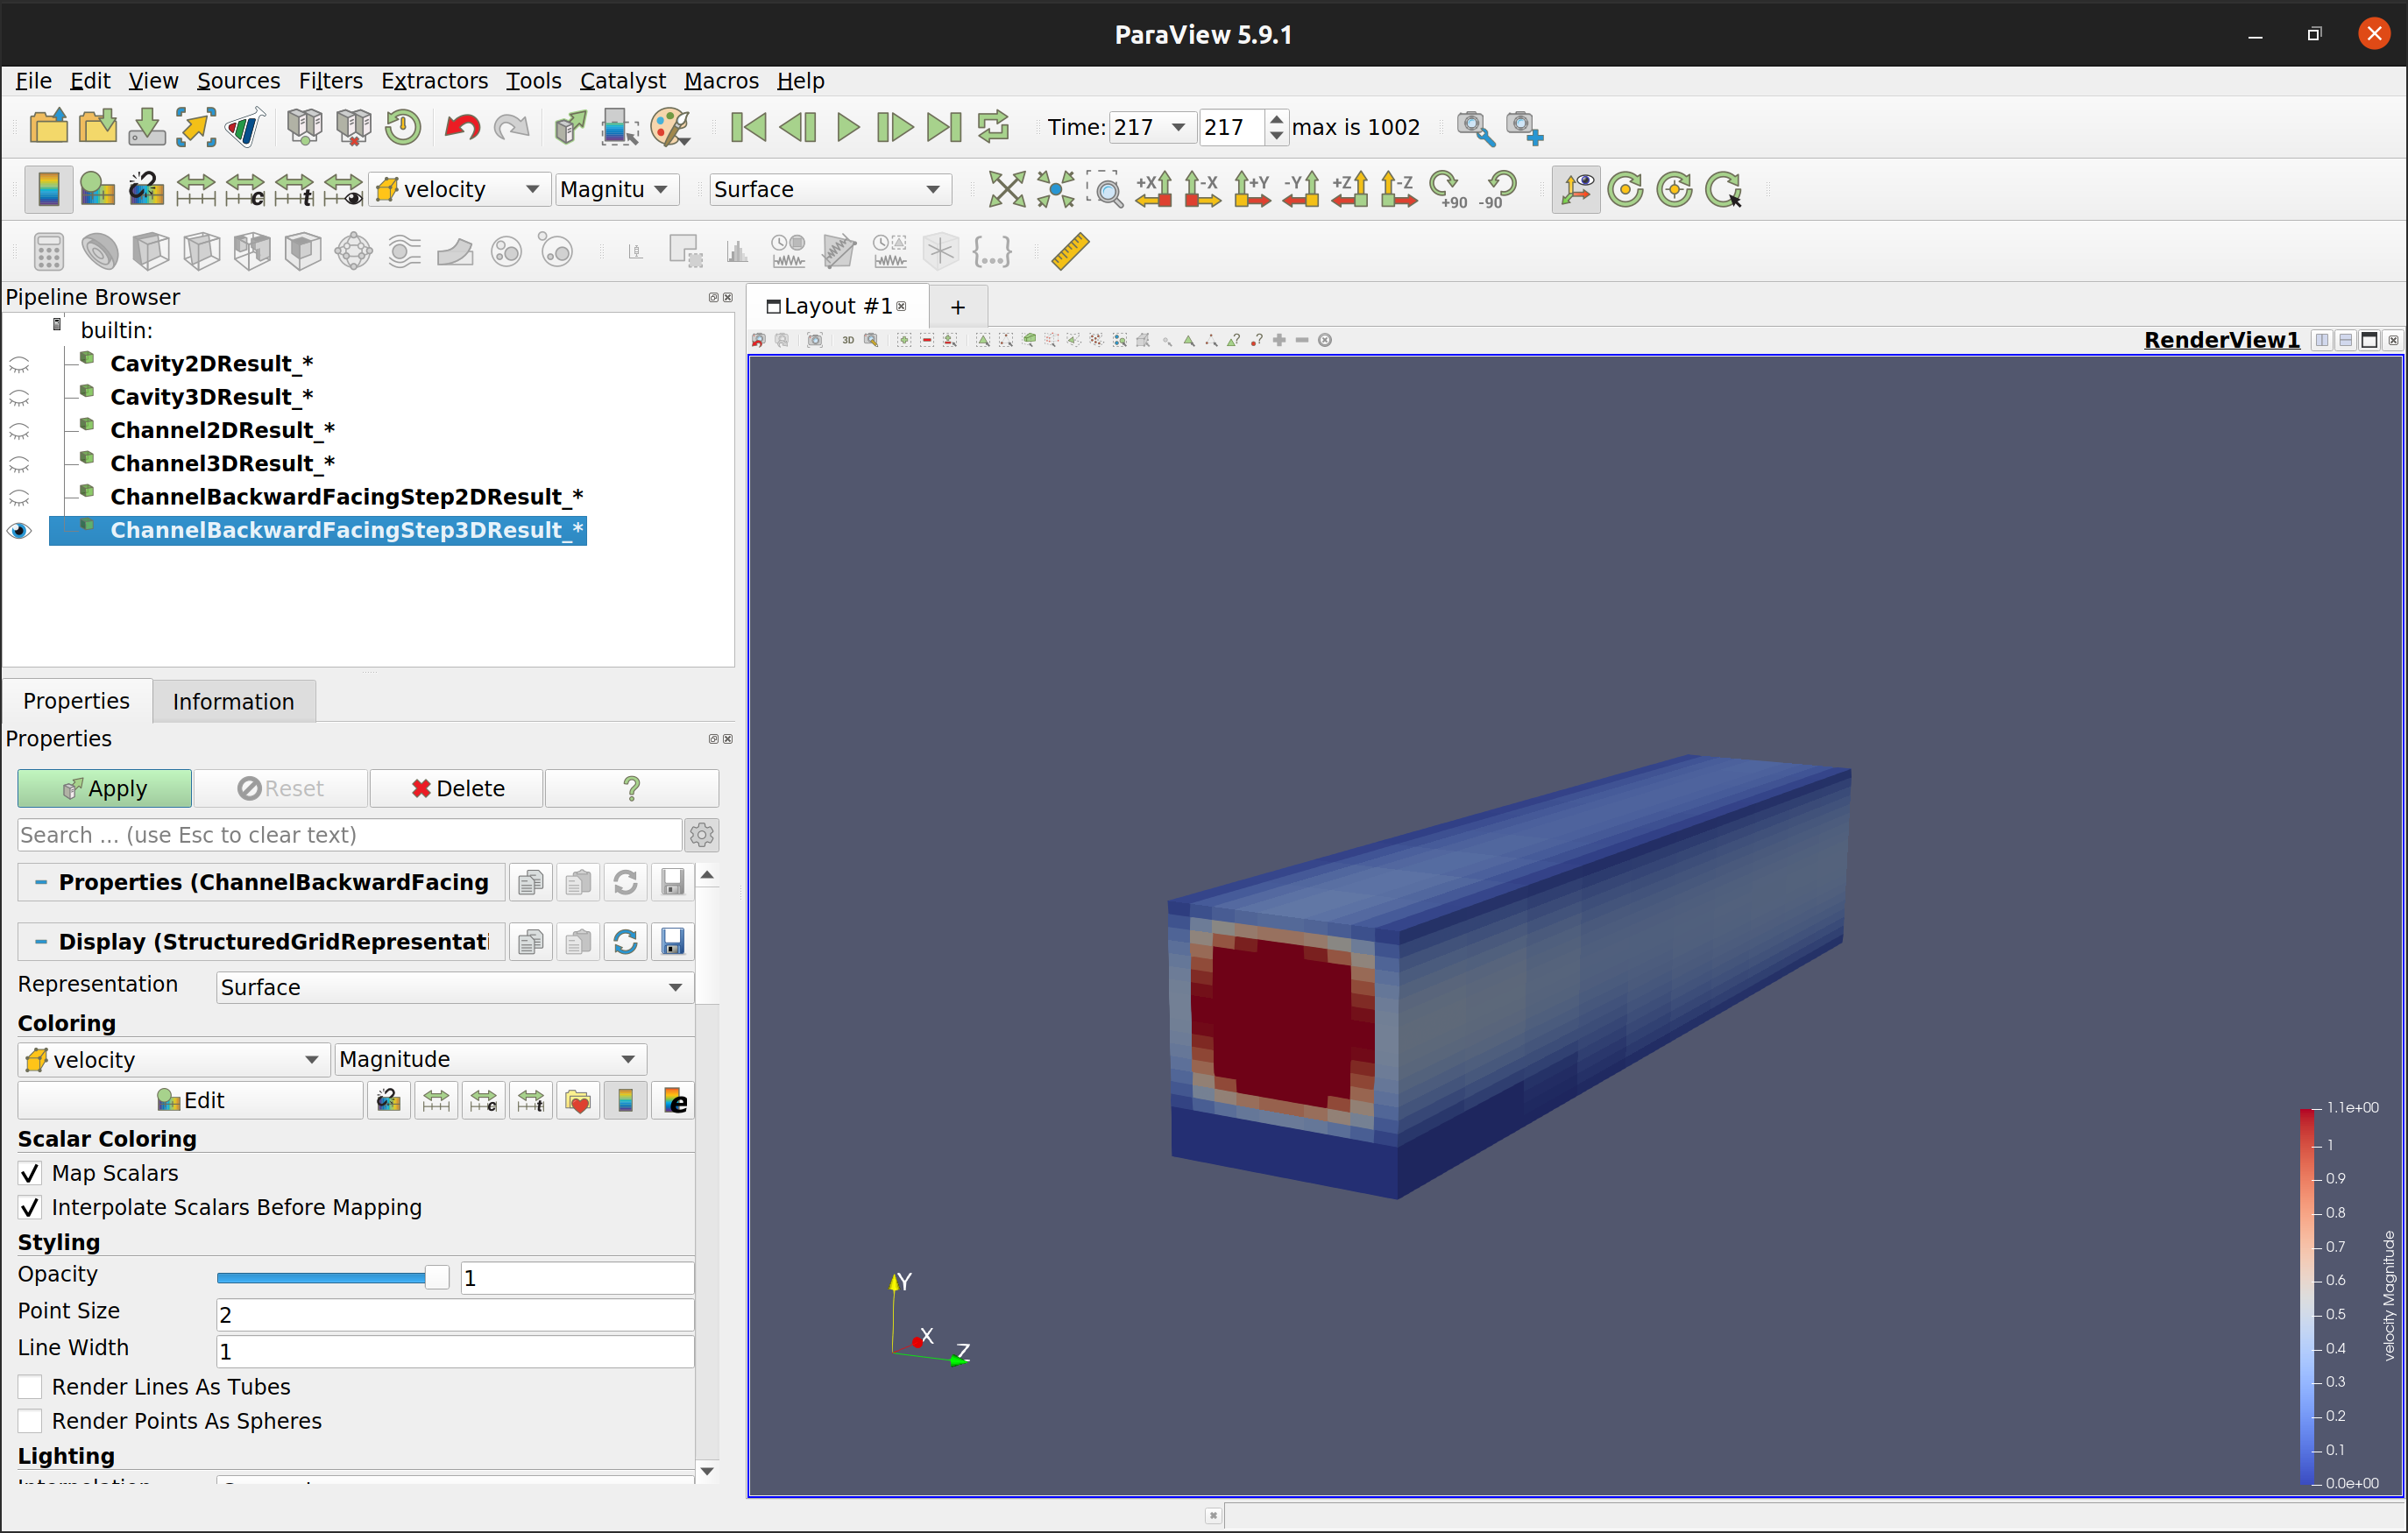 ParaView 5.9.1
File Edit View Sources Filters Extractors Tools Catalyst Macros Help
Time: 217 217 max is 1002
velocity Magnitu Surface +X -X +Y -Y +Z -Z +90 -90
Pipeline Browser
Layout #1 +
builtin:
3D RenderView1
Cavity2DResult_*
Cavity3DResult_*
Channel2DResult_*
Channel3DResult_*
ChannelBackwardFacingStep2DResult_*
ChannelBackwardFacingStep3DResult_*
Properties Information
Properties
Apply Reset Delete ?
Search ... (use Esc to clear text)
Properties (ChannelBackwardFacing
Display (StructuredGridRepresentati
Representation Surface
Coloring
velocity Magnitude
Edit
Scalar Coloring
Map Scalars
Interpolate Scalars Before Mapping
Styling
Opacity 1
Point Size 2
Line Width 1
Render Lines As Tubes
Render Points As Spheres
Lighting
Y
X
Z
1.1e+00
1
0.9
0.8
0.7
0.6
0.5
0.4
0.3
0.2
0.1
0.0e+00
velocity Magnitude